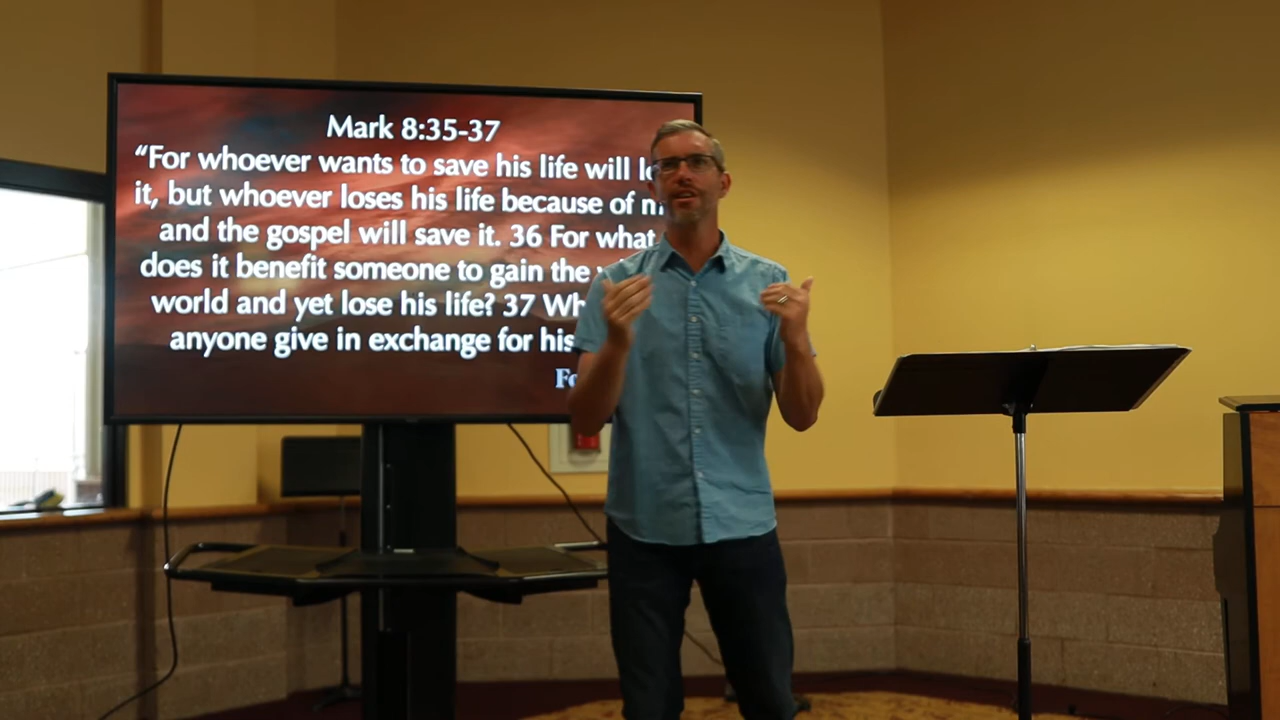 Mark 8:35-37
“For whoever wants to save his life will
it, but whoever loses his life because of
and the gospel will save it. 36 For what
does it benefit someone to gain the
world and yet lose his life? 37
anyone give in exchange for his